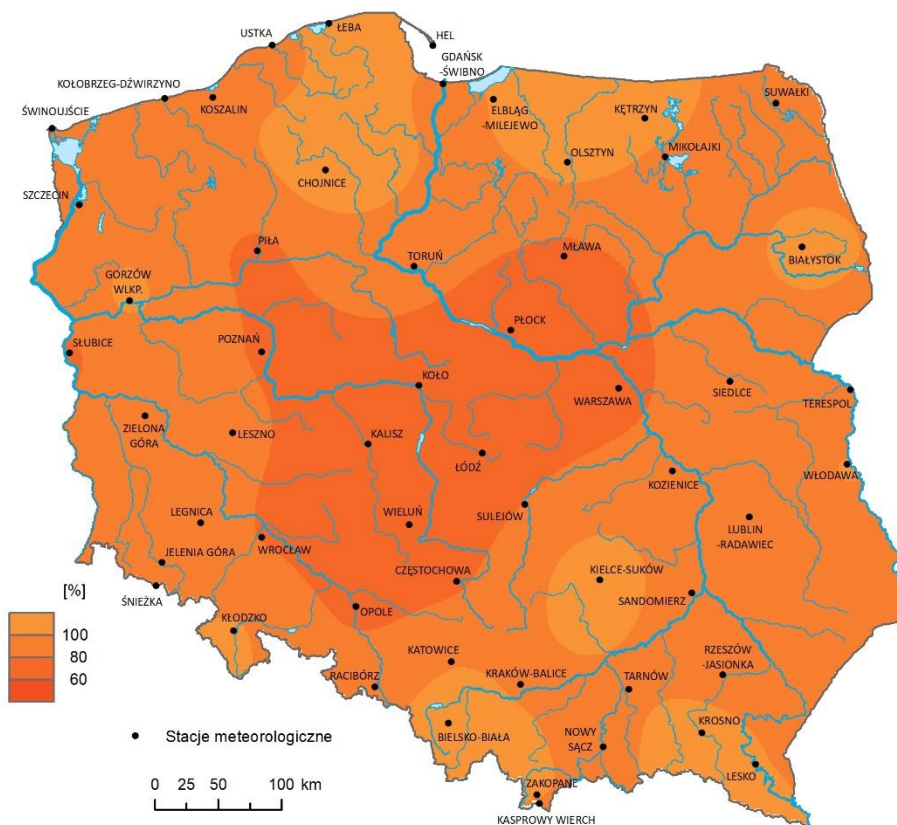 ŁEBA
USTKA
HEL
GDAŃSK
-ŚWIBNO
KOŁOBRZEG-DŹWIRZYNO
KOSZALIN
ŚWINOUJŚCIE
ELBLĄG
-MILEJEWO
KĘTRZYN
SUWAŁKI
OLSZTYN
MIKOŁAJKI
CHOJNICE
SZCZECIN
PIŁA
TORUŃ
MŁAWA
BIAŁYSTOK
GORZÓW
WLKP.
PŁOCK
SŁUBICE
POZNAŃ
KOŁO
WARSZAWA
SIEDLCE
TERESPOL
ZIELONA
GÓRA
LESZNO
KALISZ
ŁÓDŹ
KOZIENICE
WŁODAWA
LEGNICA
WIELUŃ
SULEJÓW
LUBLIN
-RADAWIEC
WROCŁAW
JELENIA GÓRA
CZĘSTOCHOWA
KIELCE-SUKÓW
ŚNIEŻKA
SANDOMIERZ
OPOLE
KŁODZKO
[%]
100
80
60
KATOWICE
RZESZÓW
-JASIONKA
RACIBÓRZ
KRAKÓW-BALICE
TARNÓW
KROSNO
BIELSKO-BIAŁA
NOWY
SĄCZ
LESKO
Stacje meteorologiczne
ZAKOPANE
KASPROWY WIERCH
0 25 50 100 km